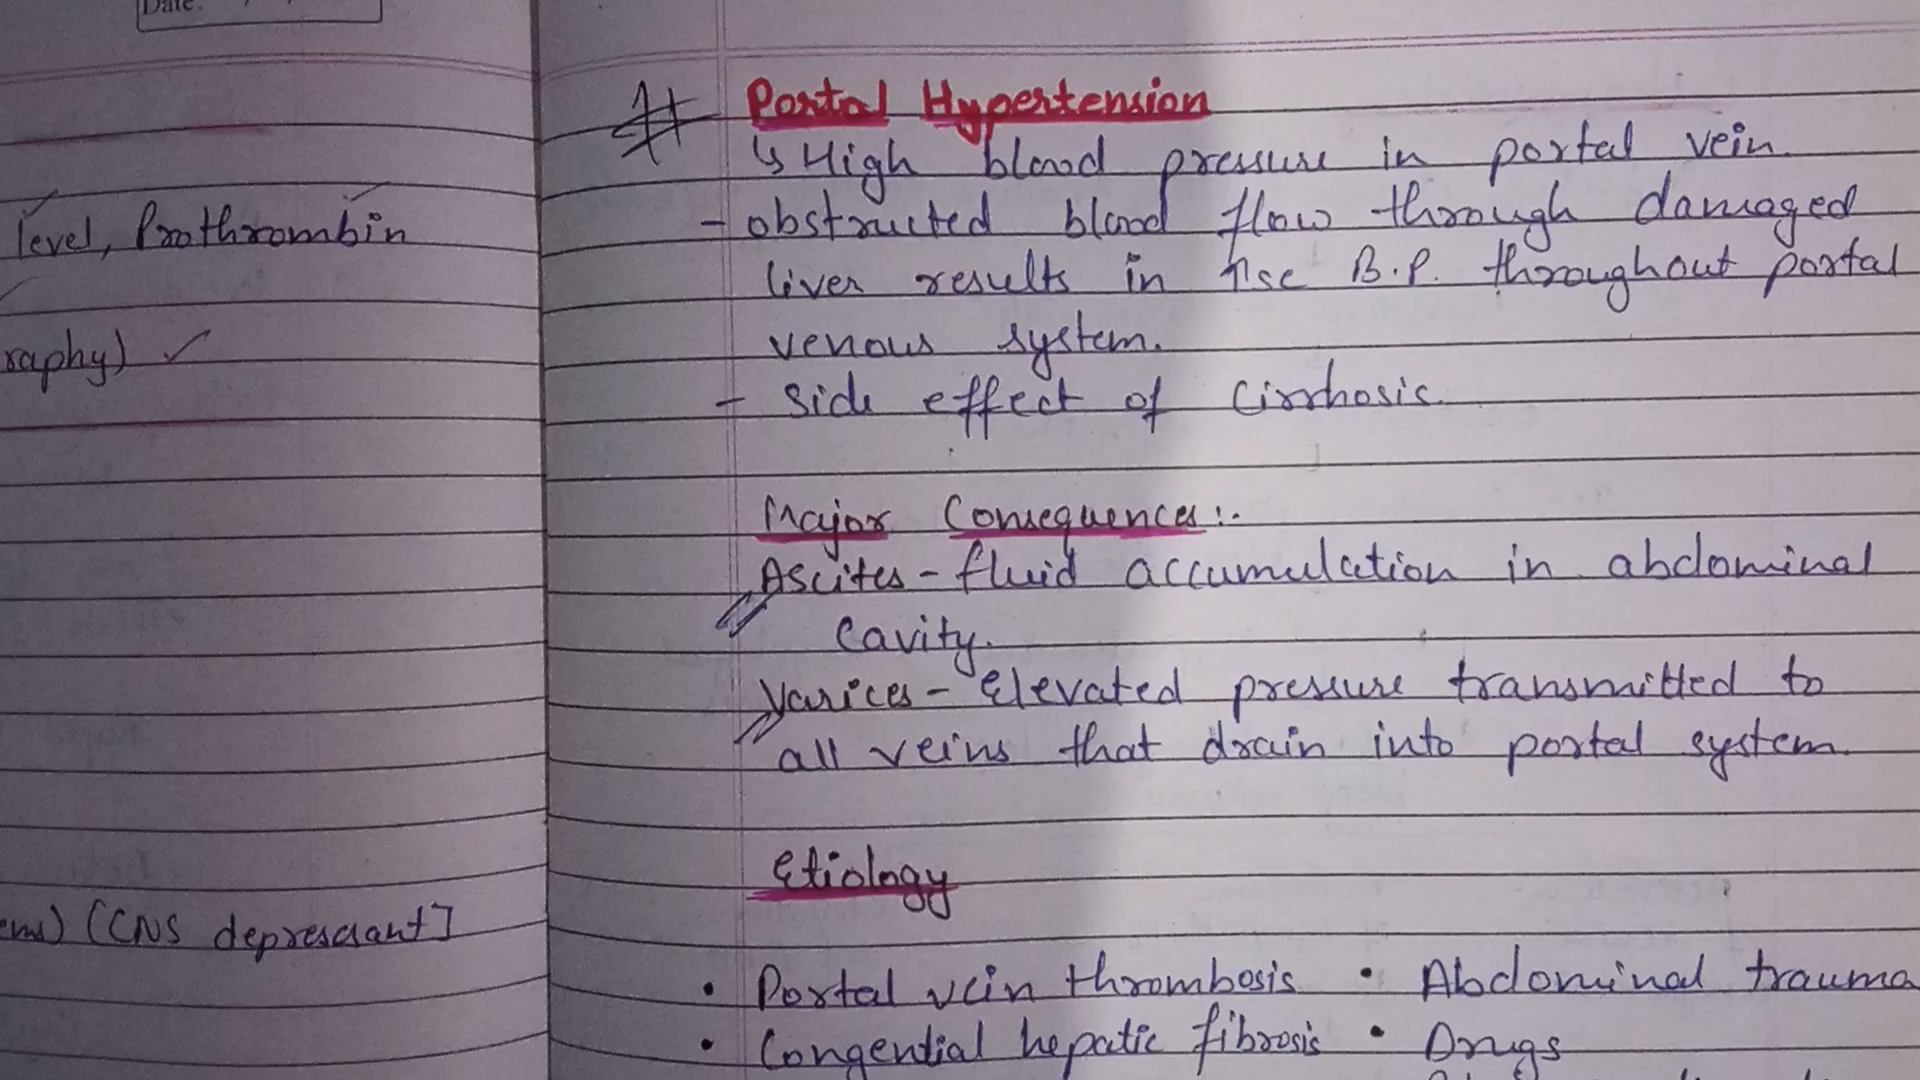 Date:
level, Prothrombin
raphy) ✓
(CNS depressant]
# Portal Hypertension
↳ High blood pressure in portal vein.
- obstructed blood flow through damaged
liver results in ↑se B.P. throughout portal
venous system.
- Side effect of Cirrhosis.
Major Consequences:-
Ascites - fluid accumulation in abdominal
Cavity.
Varices - Elevated pressure transmitted to
all veins that drain into portal system.
Etiology
• Portal vein thrombosis • Abdominal trauma
• Congential hepatic fibrosis • Drugs